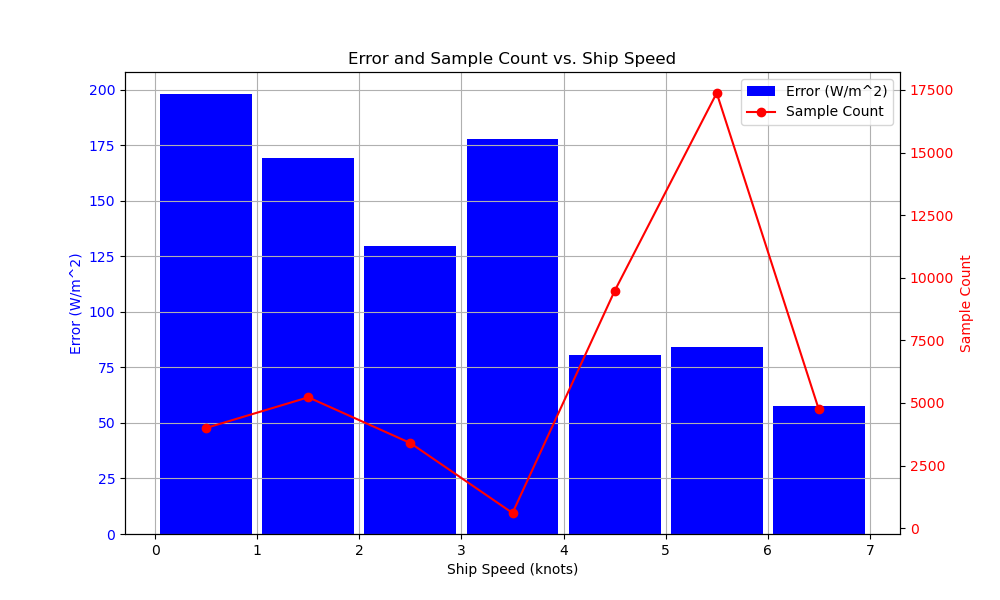 Error and Sample Count vs. Ship Speed
Error (W/m^2)
Sample Count
200
175
150
125
100
75
50
25
0
Error (W/m^2)
17500
15000
12500
10000
7500
5000
2500
0
Sample Count
0 1 2 3 4 5 6 7
Ship Speed (knots)